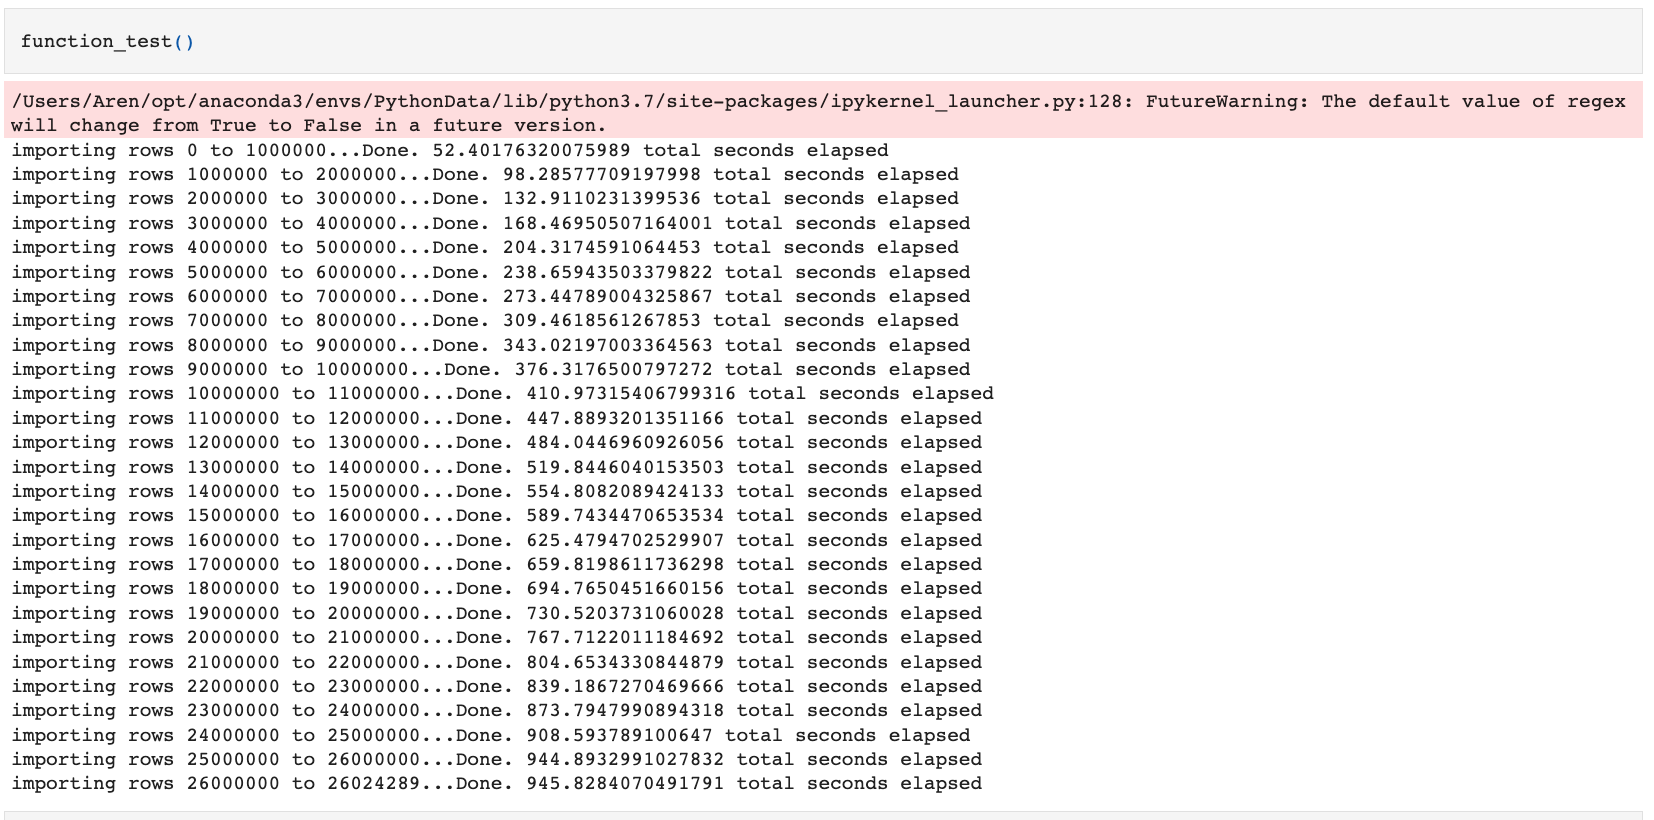 function_test()
/Users/Aren/opt/anaconda3/envs/PythonData/lib/python3.7/site-packages/ipykernel_launcher.py:128: FutureWarning: The default value of regex
will change from True to False in a future version.
importing rows 0 to 1000000...Done. 52.40176320075989 total seconds elapsed
importing rows 1000000 to 2000000...Done. 98.28577709197998 total seconds elapsed
importing rows 2000000 to 3000000...Done. 132.9110231399536 total seconds elapsed
importing rows 3000000 to 4000000...Done. 168.46950507164001 total seconds elapsed
importing rows 4000000 to 5000000...Done. 204.3174591064453 total seconds elapsed
importing rows 5000000 to 6000000...Done. 238.65943503379822 total seconds elapsed
importing rows 6000000 to 7000000...Done. 273.44789004325867 total seconds elapsed
importing rows 7000000 to 8000000...Done. 309.4618561267853 total seconds elapsed
importing rows 8000000 to 9000000...Done. 343.02197003364563 total seconds elapsed
importing rows 9000000 to 10000000...Done. 376.3176500797272 total seconds elapsed
importing rows 10000000 to 11000000...Done. 410.97315406799316 total seconds elapsed
importing rows 11000000 to 12000000...Done. 447.8893201351166 total seconds elapsed
importing rows 12000000 to 13000000...Done. 484.0446960926056 total seconds elapsed
importing rows 13000000 to 14000000...Done. 519.8446040153503 total seconds elapsed
importing rows 14000000 to 15000000...Done. 554.8082089424133 total seconds elapsed
importing rows 15000000 to 16000000...Done. 589.7434470653534 total seconds elapsed
importing rows 16000000 to 17000000...Done. 625.4794702529907 total seconds elapsed
importing rows 17000000 to 18000000...Done. 659.8198611736298 total seconds elapsed
importing rows 18000000 to 19000000...Done. 694.7650451660156 total seconds elapsed
importing rows 19000000 to 20000000...Done. 730.5203731060028 total seconds elapsed
importing rows 20000000 to 21000000...Done. 767.7122011184692 total seconds elapsed
importing rows 21000000 to 22000000...Done. 804.6534330844879 total seconds elapsed
importing rows 22000000 to 23000000...Done. 839.1867270469666 total seconds elapsed
importing rows 23000000 to 24000000...Done. 873.7947990894318 total seconds elapsed
importing rows 24000000 to 25000000...Done. 908.593789100647 total seconds elapsed
importing rows 25000000 to 26000000...Done. 944.8932991027832 total seconds elapsed
importing rows 26000000 to 26024289...Done. 945.8284070491791 total seconds elapsed